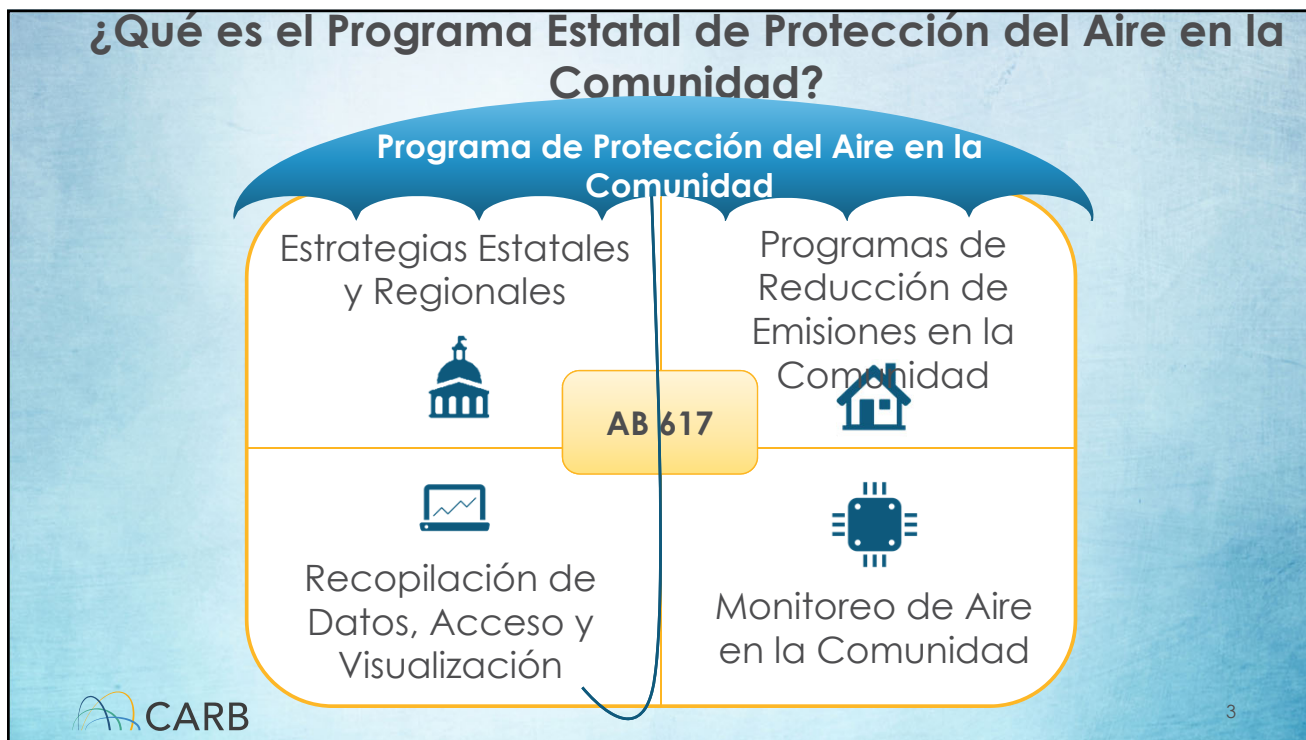 ¿Qué es el Programa Estatal de Protección del Aire en la
Comunidad?
Programa de Protección del Aire en la
Comunidad
Estrategias Estatales
y Regionales
Programas de
Reducción de
Emisiones en la
Comunidad
AB 617
Recopilación de
Datos, Acceso y
Visualización
Monitoreo de Aire
en la Comunidad
CARB
3